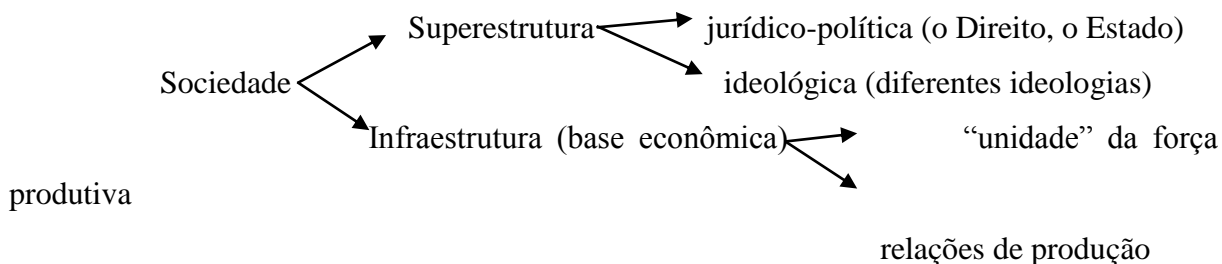 Superestrutura jurídico-política (o Direito, o Estado)
Sociedade ideológica (diferentes ideologias)
Infraestrutura (base econômica) “unidade” da força
produtiva
relações de produção